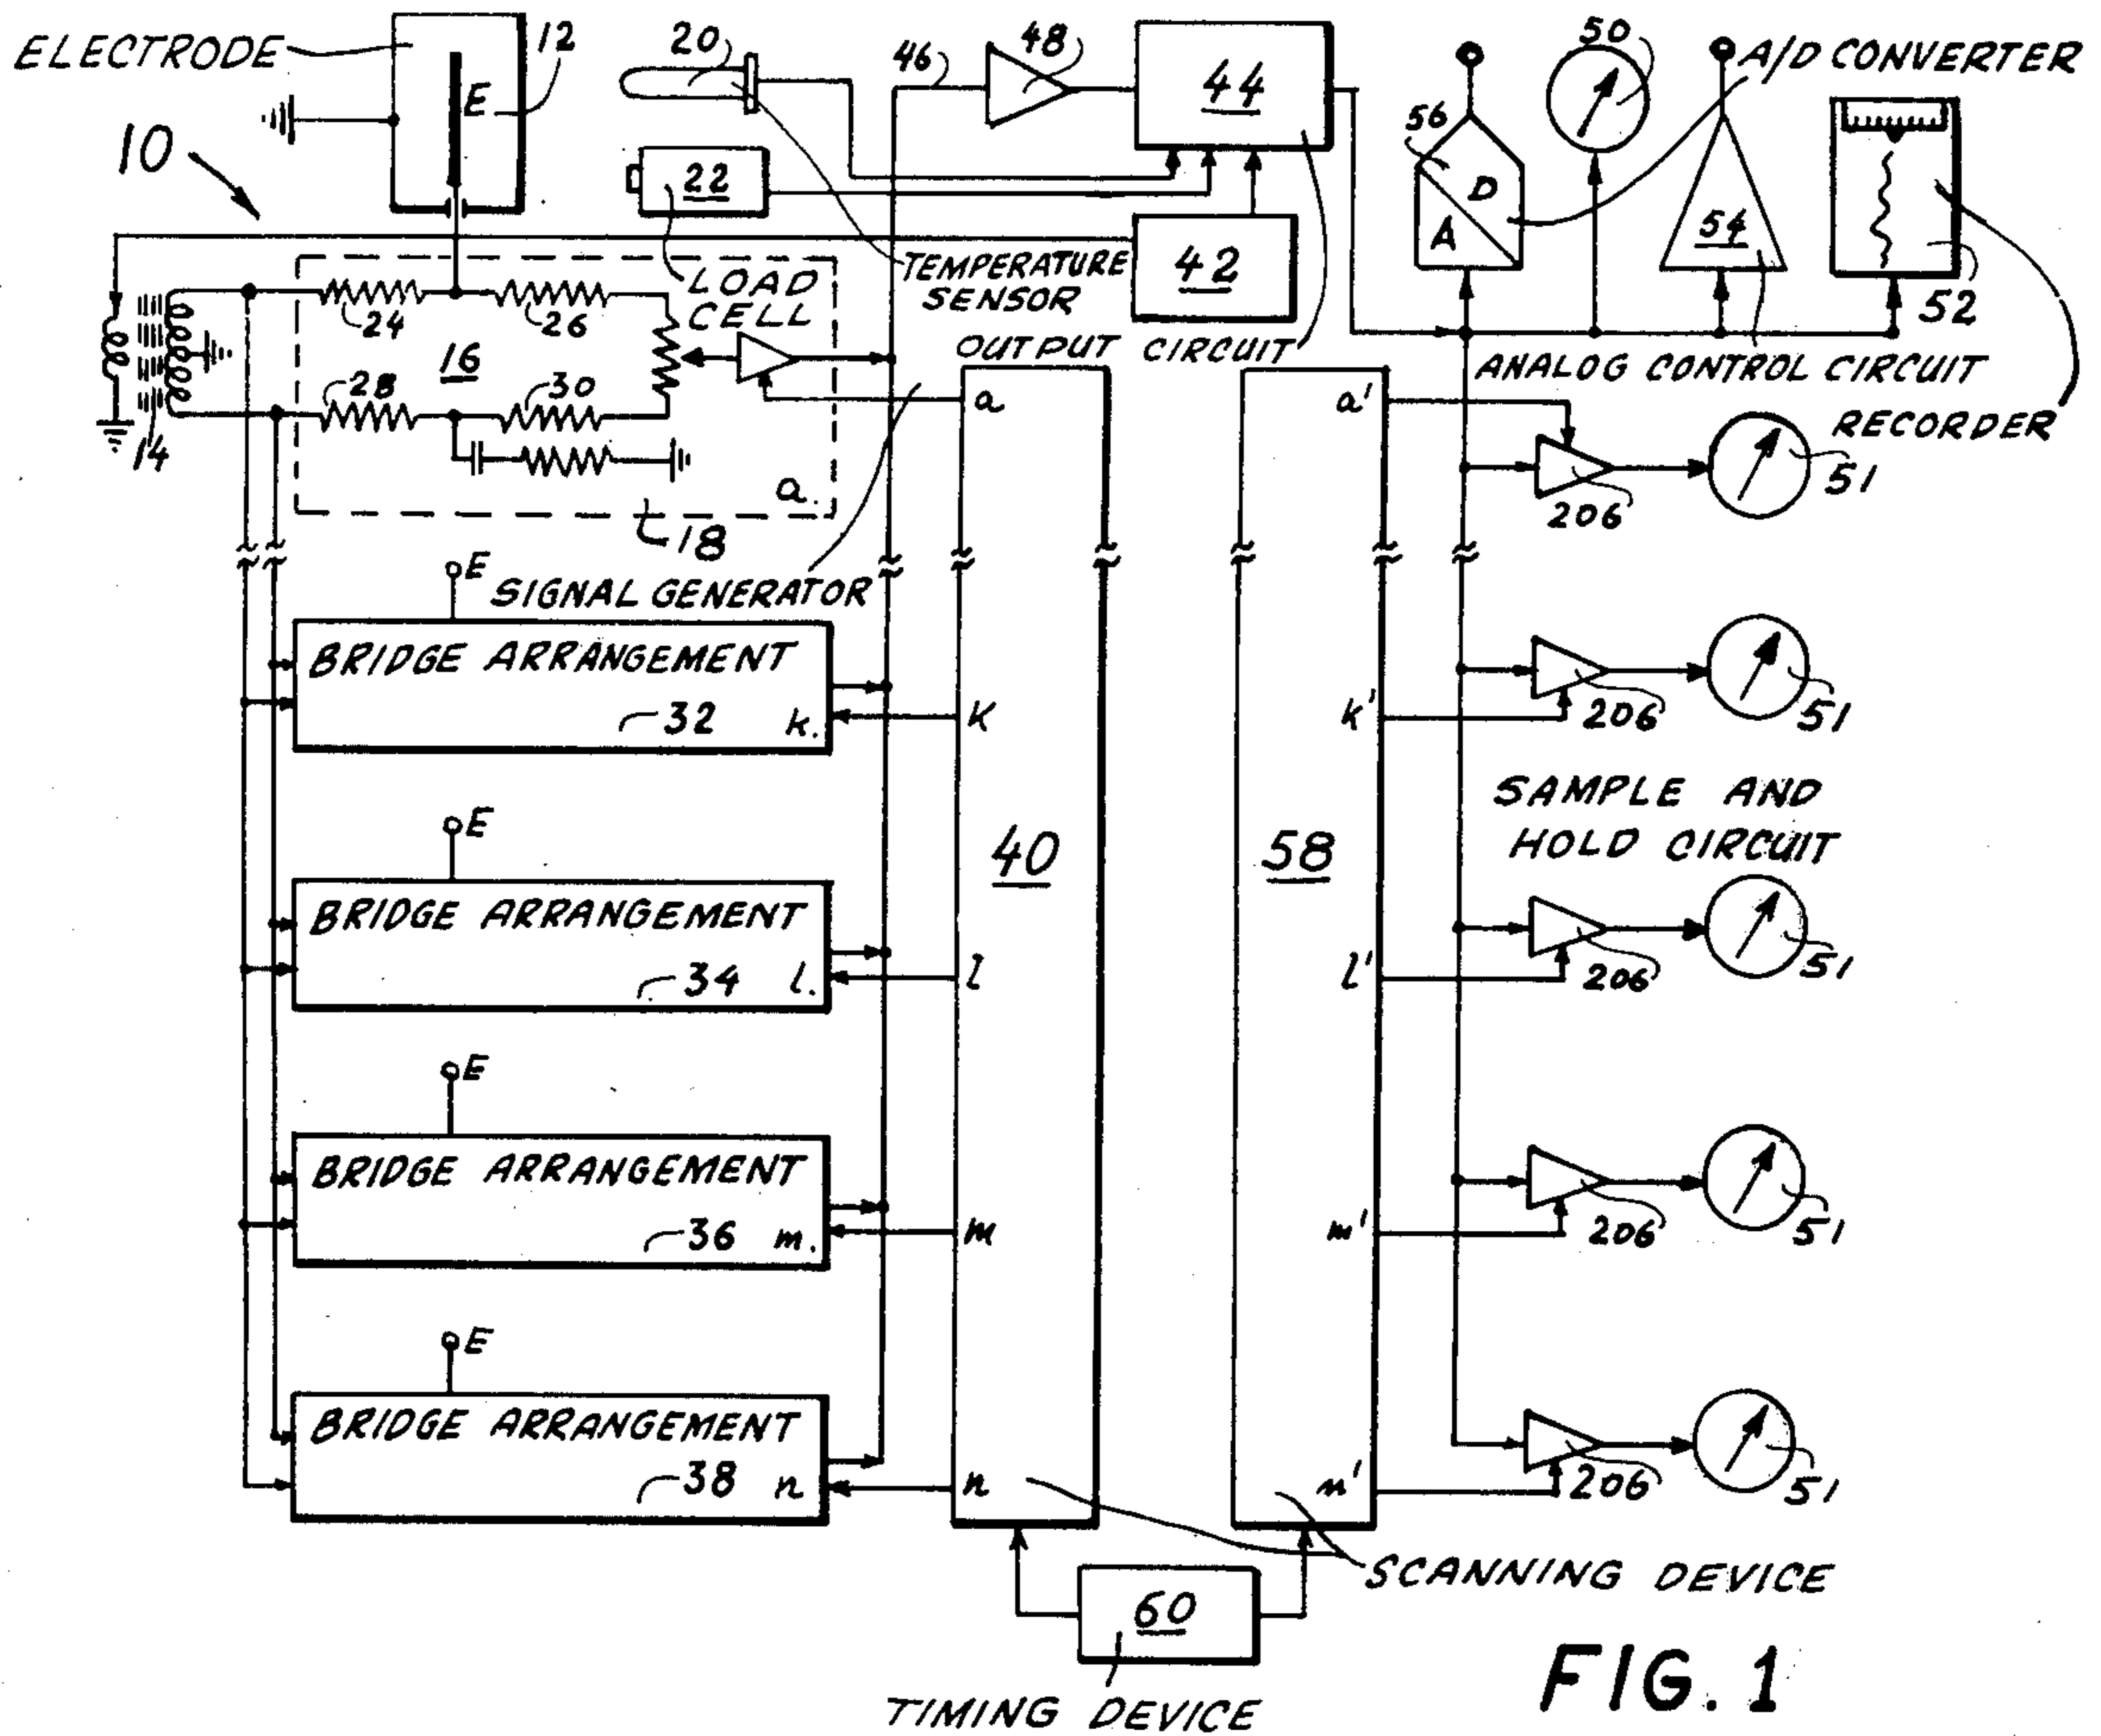 ELECTRODE
12
E
20
46
48
44
50
A/D CONVERTER
56
D
A
54
52
10
22
LOAD
CELL
TEMPERATURE
SENSOR
42
24
26
16
28
30
14
a.
18
OUTPUT CIRCUIT
ANALOG CONTROL CIRCUIT
RECORDER
a
a'
206
51
SIGNAL GENERATOR
E
BRIDGE ARRANGEMENT
32
k.
k
k'
206
51
SAMPLE AND
HOLD CIRCUIT
E
BRIDGE ARRANGEMENT
34
l.
l
40
58
l'
206
51
E
BRIDGE ARRANGEMENT
36
m.
m
m'
206
51
E
BRIDGE ARRANGEMENT
38
n
n
n'
206
51
SCANNING DEVICE
60
TIMING DEVICE
FIG. 1